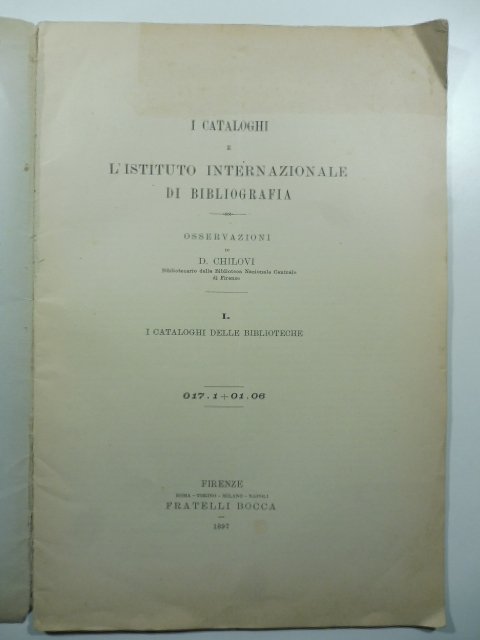 I CATALOGHI
E
L'ISTITUTO INTERNAZIONALE
DI BIBLIOGRAFIA
OSSERVAZIONI
DI
D. CHILOVI
Bibliotecario della Biblioteca Nazionale Centrale
di Firenze
I.
I CATALOGHI DELLE BIBLIOTECHE
017.1+01.06
FIRENZE
ROMA - TORINO - MILANO - NAPOLI
FRATELLI BOCCA
1897